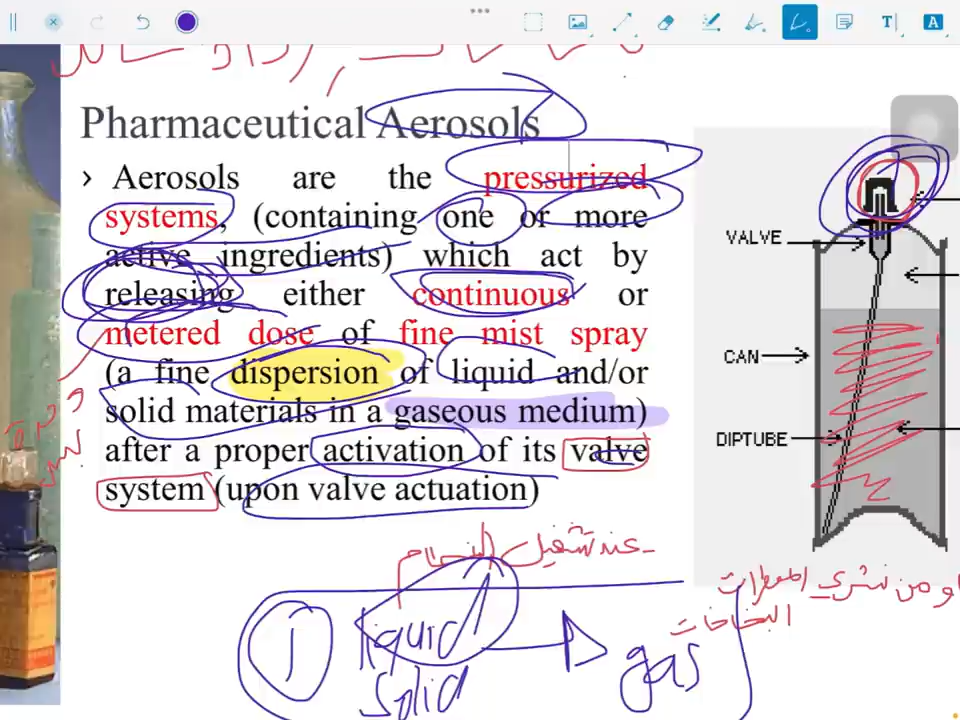 Pharmaceutical Aerosols
› Aerosols are the pressurized
systems, (containing one or more
active ingredients) which act by
releasing either continuous or
metered dose of fine mist spray
(a fine dispersion of liquid and/or
solid materials in a gaseous medium)
after a proper activation of its valve
system (upon valve actuation)
VALVE
CAN
DIPTUBE
عند تشغيل النظام
البخاخات
1 liquid gas
solid